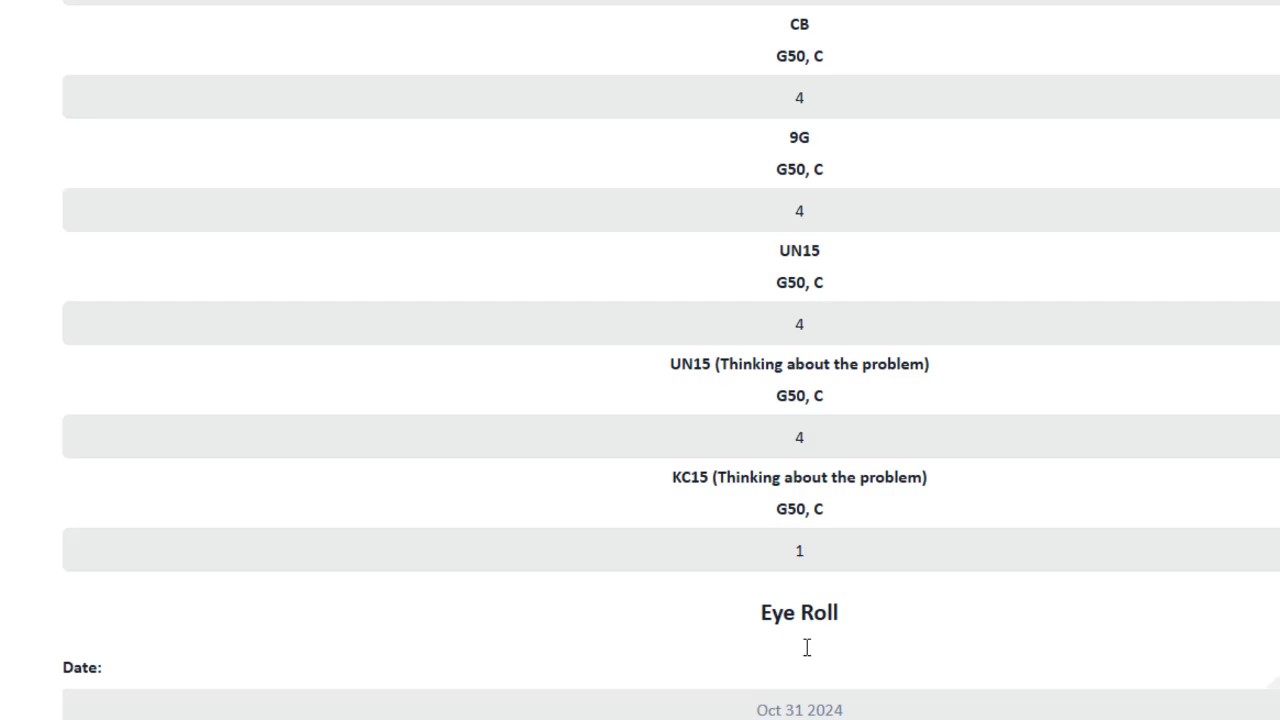 CB
G50, C
4
9G
G50, C
4
UN15
G50, C
4
UN15 (Thinking about the problem)
G50, C
4
KC15 (Thinking about the problem)
G50, C
1
Eye Roll
Date:
Oct 31 2024